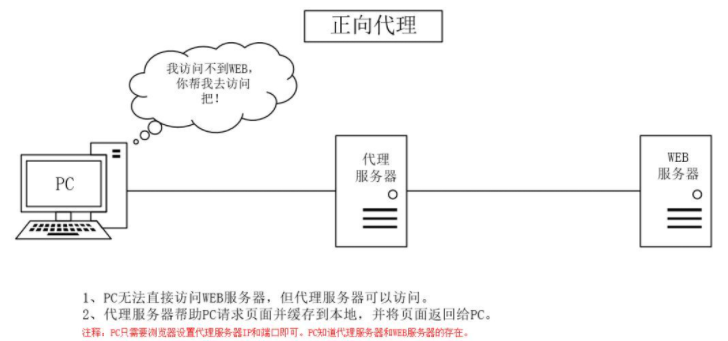 正向代理
我访问不到WEB，
你帮我去访问
把！
PC
代理
服务器
WEB
服务器
1、PC无法直接访问WEB服务器，但代理服务器可以访问。
2、代理服务器帮助PC请求页面并缓存到本地，并将页面返回给PC。
注释：PC只需要浏览器设置代理服务器IP和端口即可。PC知道代理服务器和WEB服务器的存在。